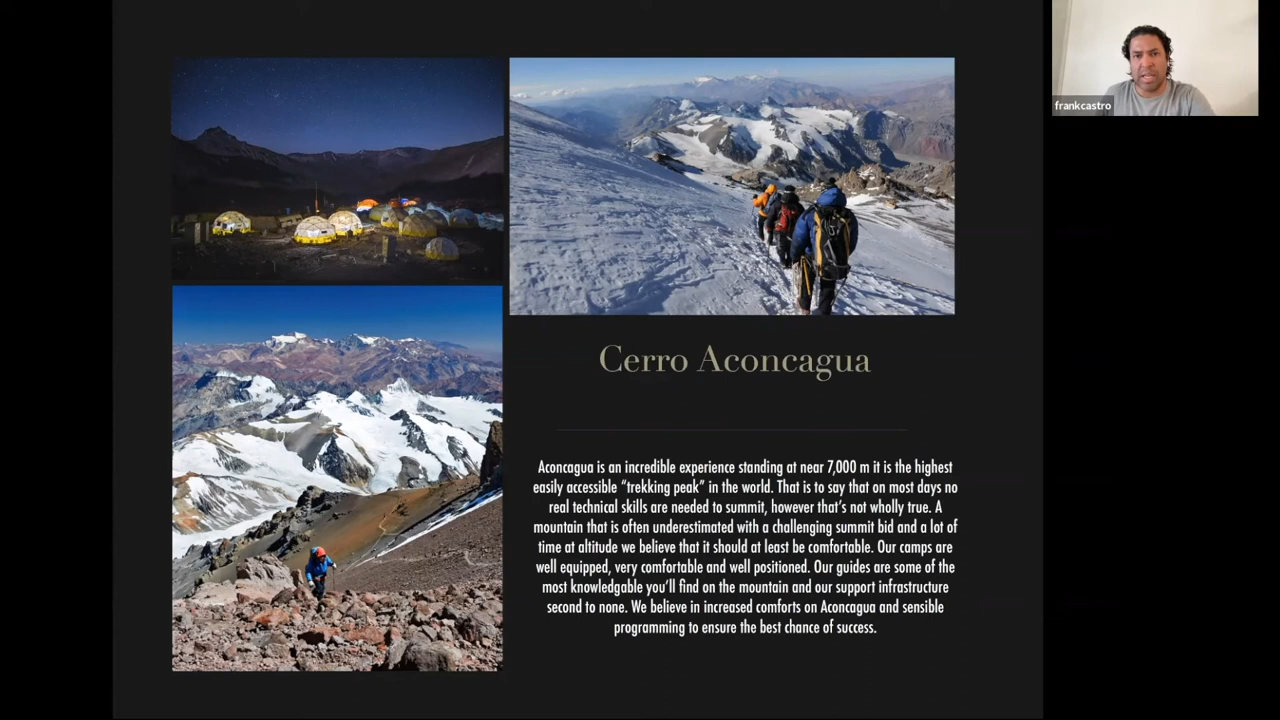 frankcastro
Cerro Aconcagua
Aconcagua is an incredible experience standing at near 7,000 m it is the highest
easily accessible “trekking peak” in the world. That is to say that on most days no
real technical skills are needed to summit, however that’s not wholly true. A
mountain that is often underestimated with a challenging summit bid and a lot of
time at altitude we believe that it should at least be comfortable. Our camps are
well equipped, very comfortable and well positioned. Our guides are some of the
most knowledgable you’ll find on the mountain and our support infrastructure
second to none. We believe in increased comforts on Aconcagua and sensible
programming to ensure the best chance of success.